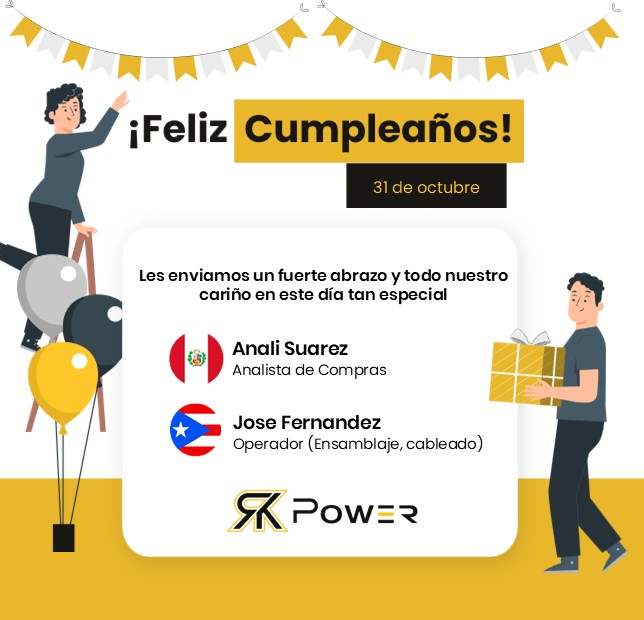 ¡Feliz Cumpleaños!
31 de octubre
Les enviamos un fuerte abrazo y todo nuestro
cariño en este día tan especial
Anali Suarez
Analista de Compras
Jose Fernandez
Operador (Ensamblaje, cableado)
RK Power